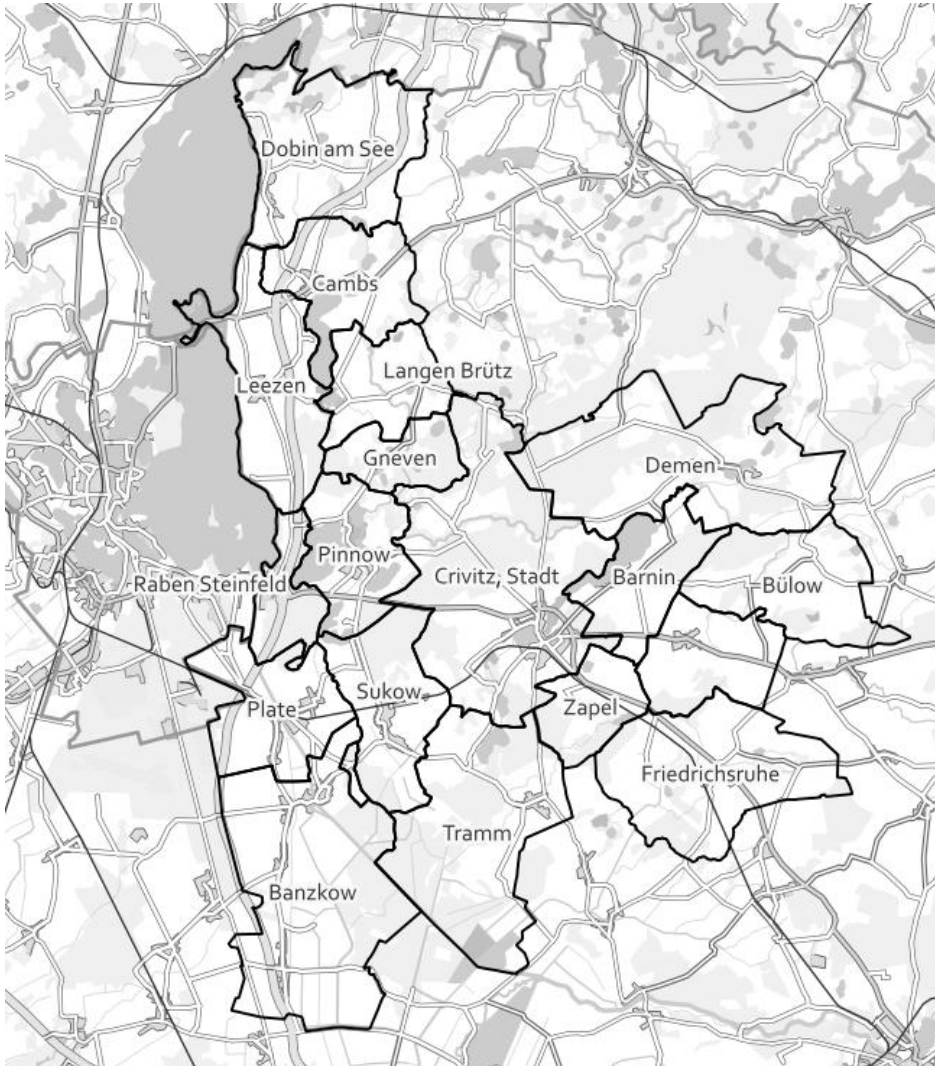 Dobin am See
Cambs
Leezen
Langen Brütz
Gneven
Demen
Pinnow
Raben Steinfeld
Crivitz, Stadt
Barnin
Bülow
Sukow
Plate
Zapel
Friedrichsruhe
Tramm
Banzkow